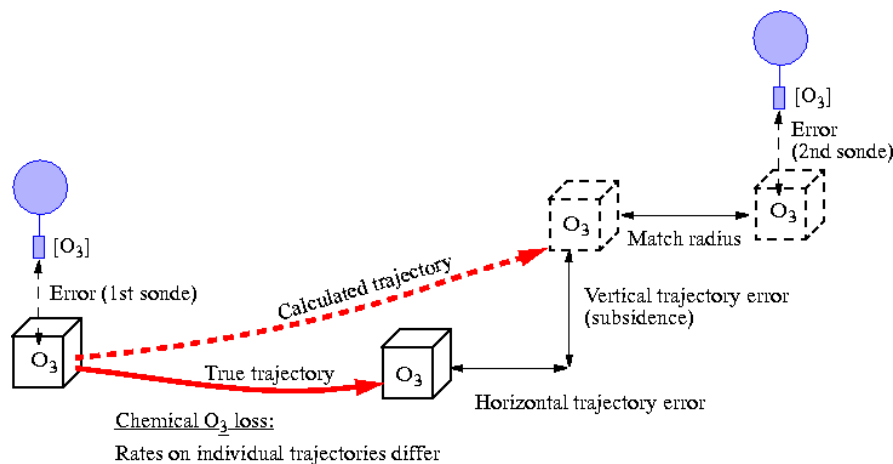 [O3]
Error
(2nd sonde)
O3
O3
Match radius
[O3]
Error (1st sonde)
Calculated trajectory
Vertical trajectory error
(subsidence)
O3
True trajectory
O3
Horizontal trajectory error
Chemical O3 loss:
Rates on individual trajectories differ